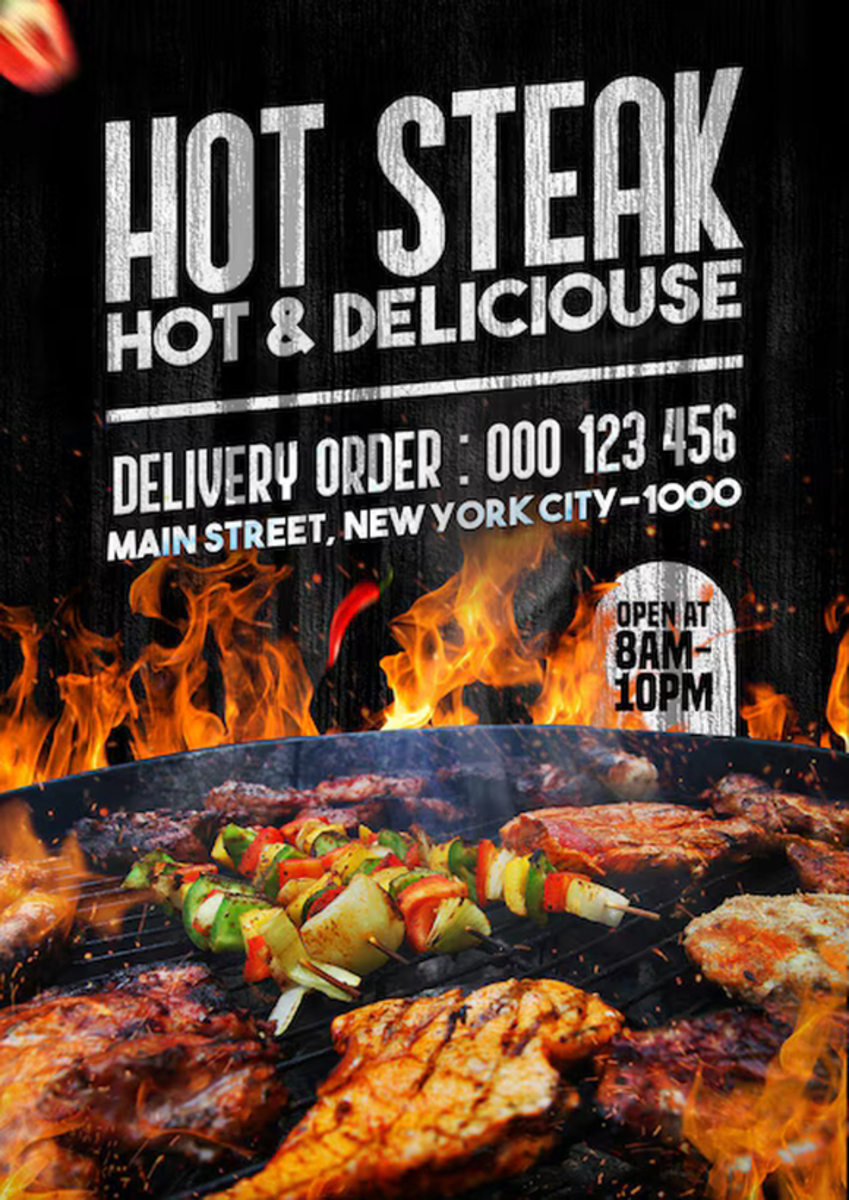 HOT STEAK
HOT & DELICIOUSE
DELIVERY ORDER : 000 123 456
MAIN STREET, NEW YORK CITY-1000
OPEN AT
8AM-
10PM